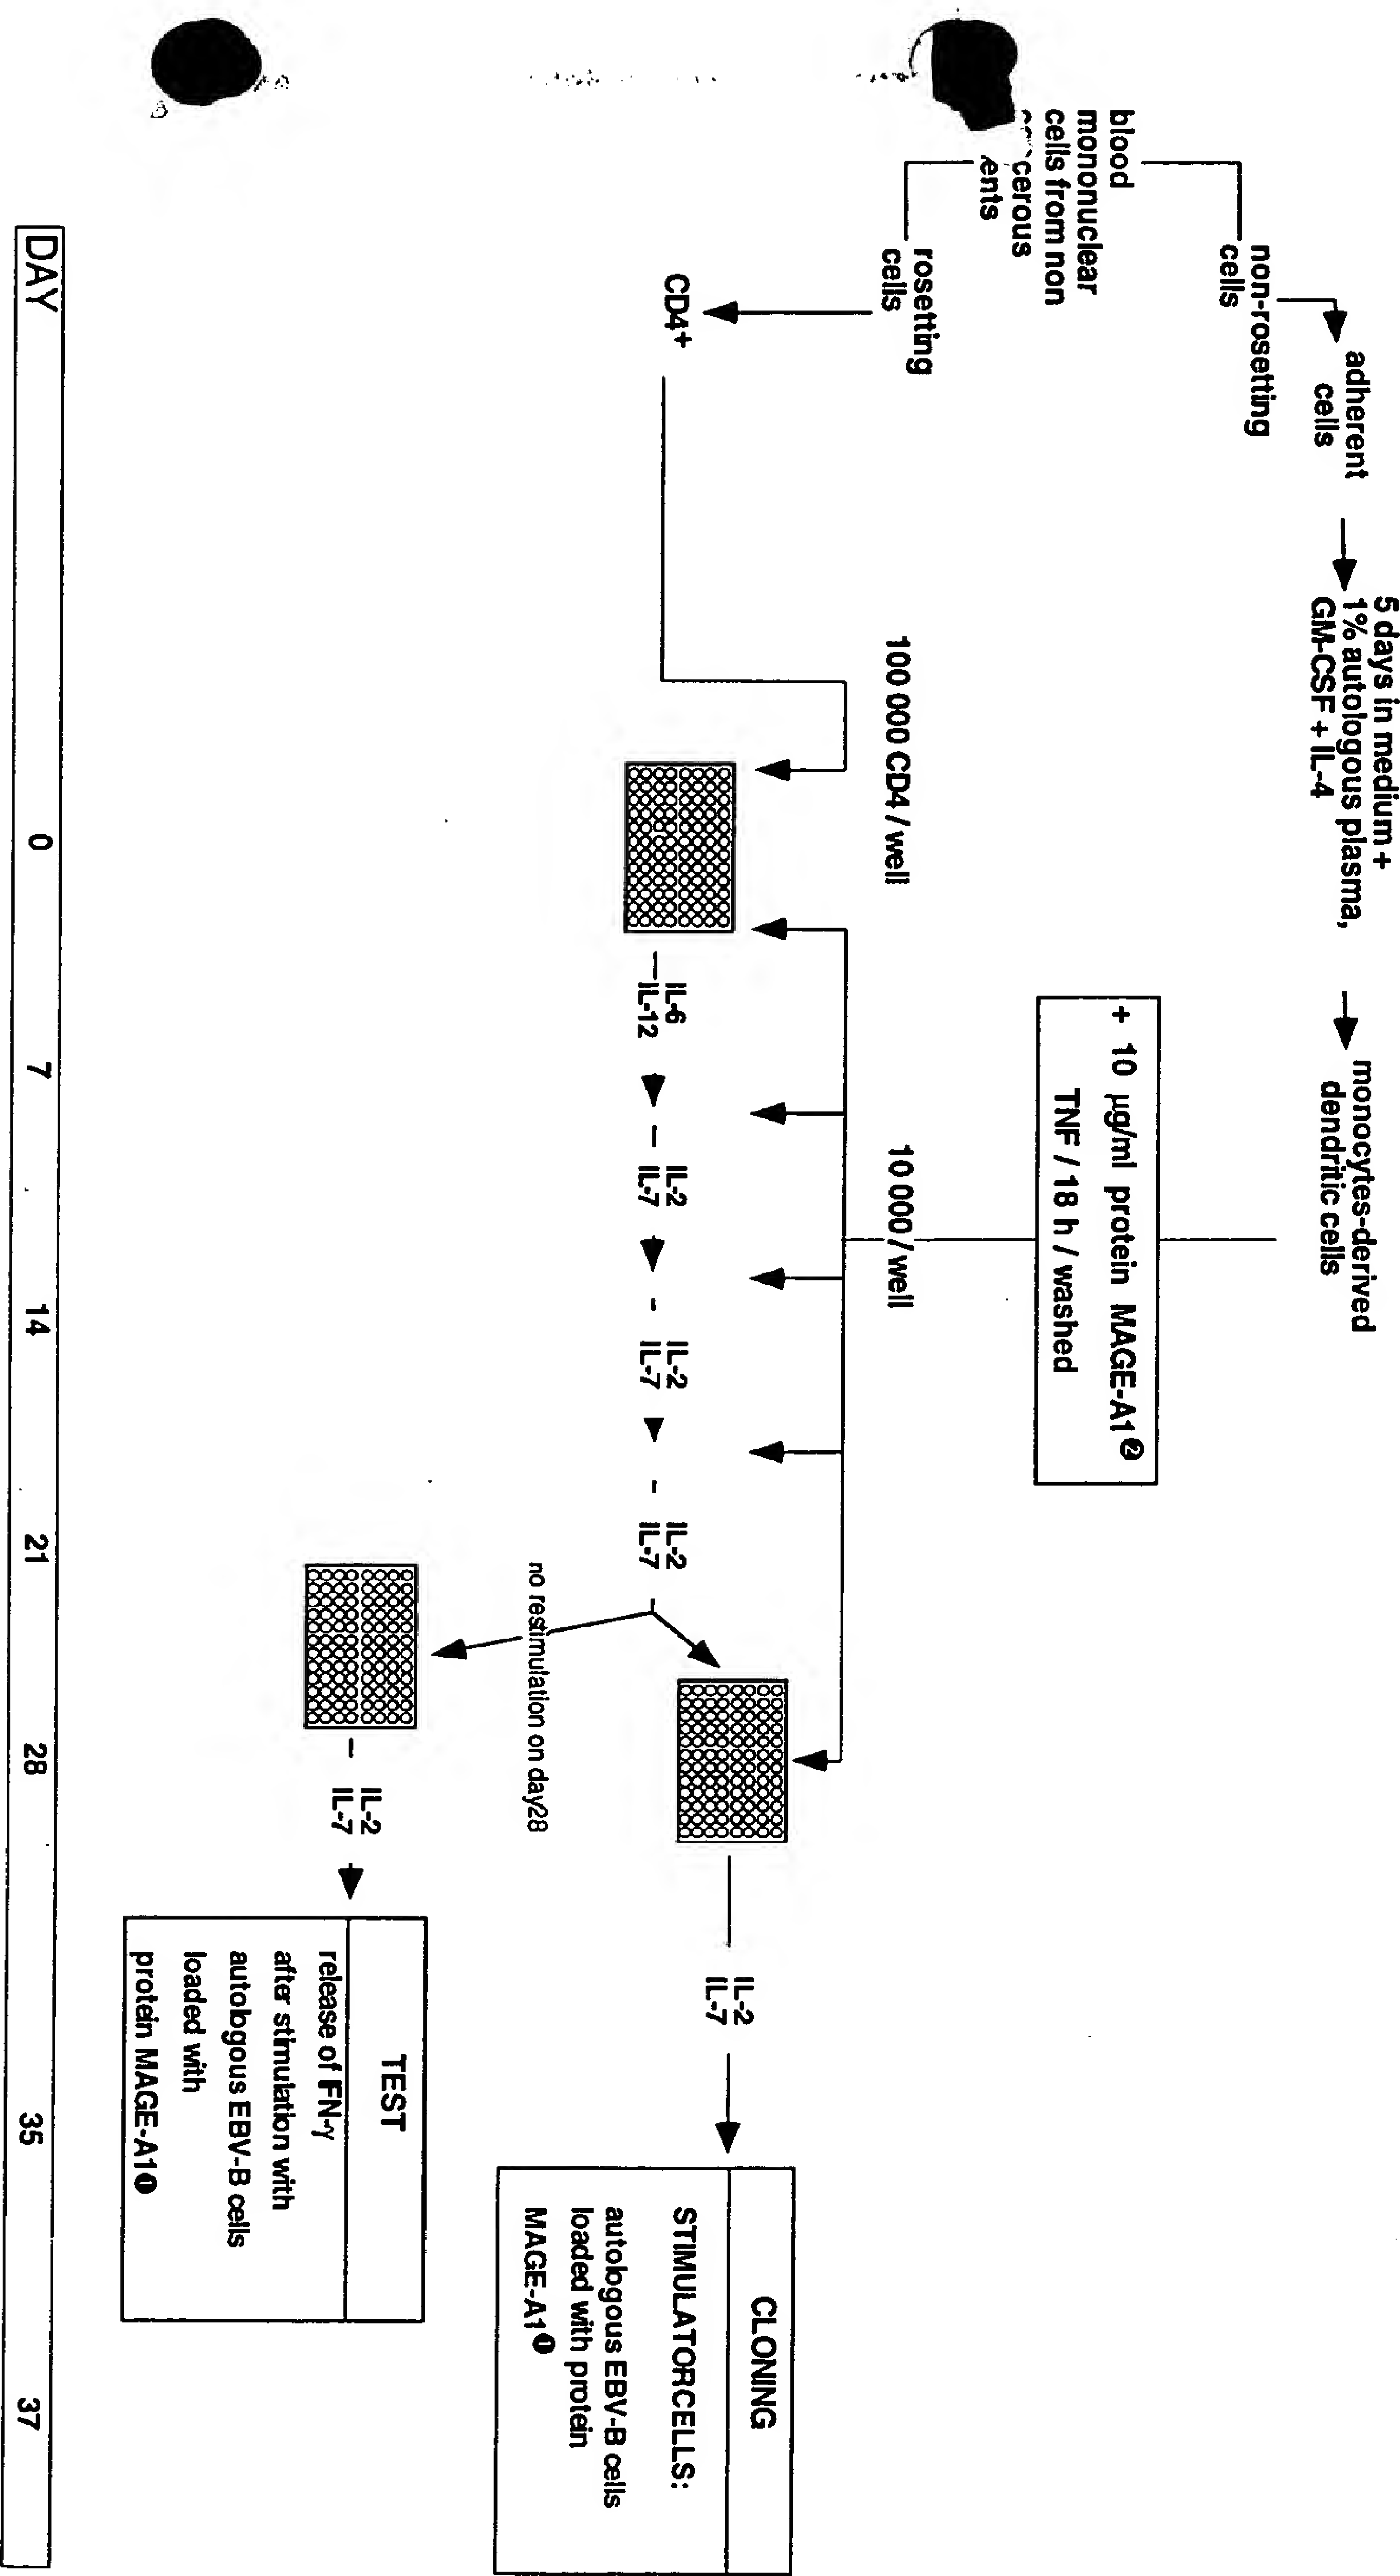 blood
mononuclear
cells from non
cerous
ents
non-rosetting
cells
rosetting
cells
adherent
cells
5 days in medium +
1% autologous plasma,
GM-CSF + IL-4
monocytes-derived
dendritic cells
+ 10 µg/ml protein MAGE-A1❷
TNF / 18 h / washed
CD4+
100 000 CD4 / well
10 000 / well
IL-6
IL-12
IL-2
IL-7
IL-2
IL-7
IL-2
IL-7
no restimulation on day28
IL-2
IL-7
IL-2
IL-7
CLONING
STIMULATORCELLS:
autologous EBV-B cells
loaded with protein
MAGE-A1❶
TEST
release of IFN-γ
after stimulation with
autologous EBV-B cells
loaded with
protein MAGE-A1❶
DAY 0 7 14 21 28 35 37